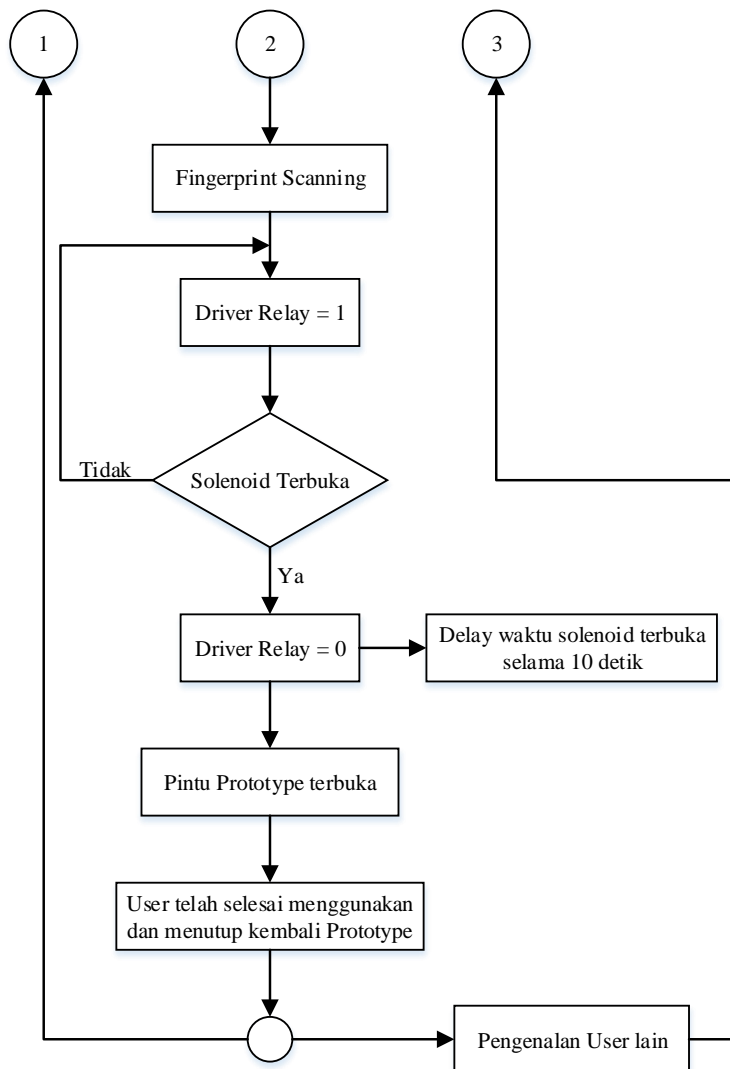 1
2
3
Fingerprint Scanning
Driver Relay = 1
Tidak
Solenoid Terbuka
Ya
Driver Relay = 0
Delay waktu solenoid terbuka
selama 10 detik
Pintu Prototype terbuka
User telah selesai menggunakan
dan menutup kembali Prototype
Pengenalan User lain